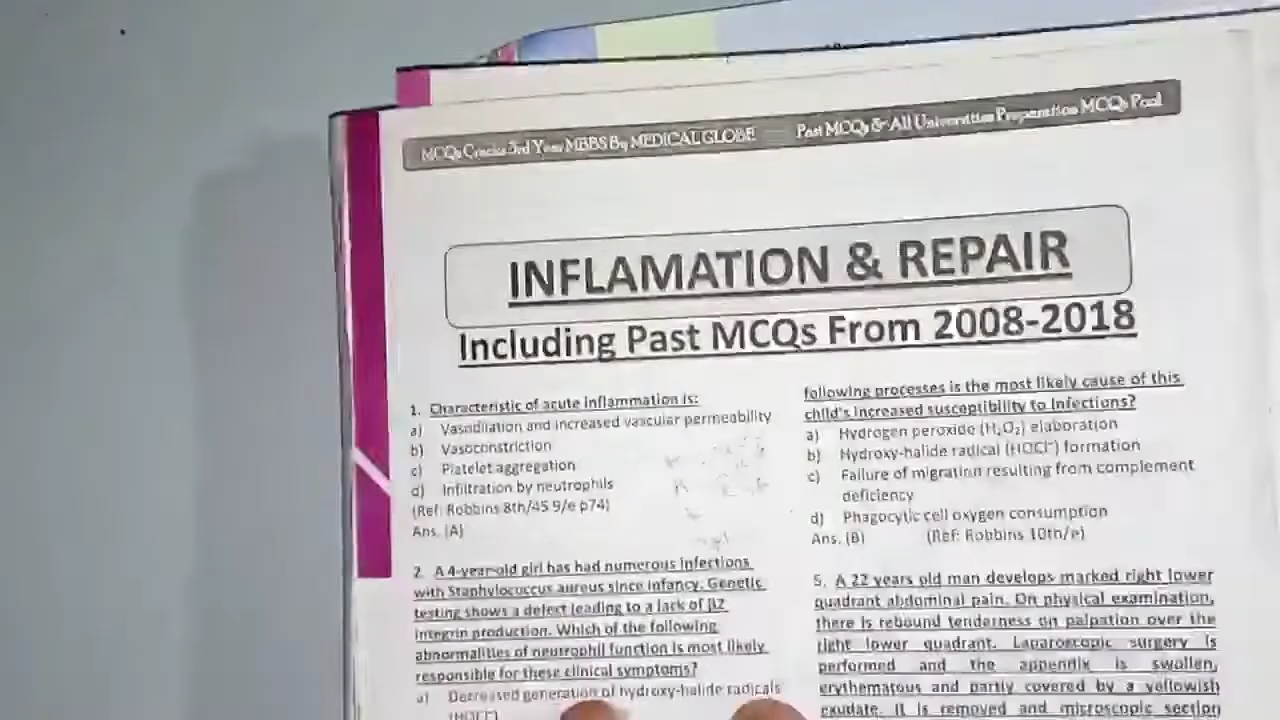 MCQs Cracks 3rd Year MBBS By MEDICAL GLOBE Past MCQs & All Universities Preparation MCQs Pool
INFLAMATION & REPAIR
Including Past MCQs From 2008-2018
1. Characteristic of acute inflammation is:
a) Vasodilation and increased vascular permeability
b) Vasoconstriction
c) Platelet aggregation
d) Infiltration by neutrophils
(Ref: Robbins 8th/45 9/e p74)
Ans. (A)
2. A 4-year-old girl has had numerous infections
with Staphylococcus aureus since infancy. Genetic
testing shows a defect leading to a lack of β2
integrin production. Which of the following
abnormalities of neutrophil function is most likely
responsible for these clinical symptoms?
a) Decreased generation of hydroxy-halide radicals
following processes is the most likely cause of this
child's increased susceptibility to Infections?
a) Hydrogen peroxide (H₂O₂) elaboration
b) Hydroxy-halide radical (HOCl⁻) formation
c) Failure of migration resulting from complement
deficiency
d) Phagocytic cell oxygen consumption
Ans. (B) (Ref: Robbins 10th/e)
5. A 22 years old man develops marked right lower
quadrant abdominal pain. On physical examination,
there is rebound tenderness on palpation over the
right lower quadrant. Laparoscopic surgery is
performed and the appendix is swollen,
erythematous and partly covered by a yellowish
exudate. It is removed and microscopic section